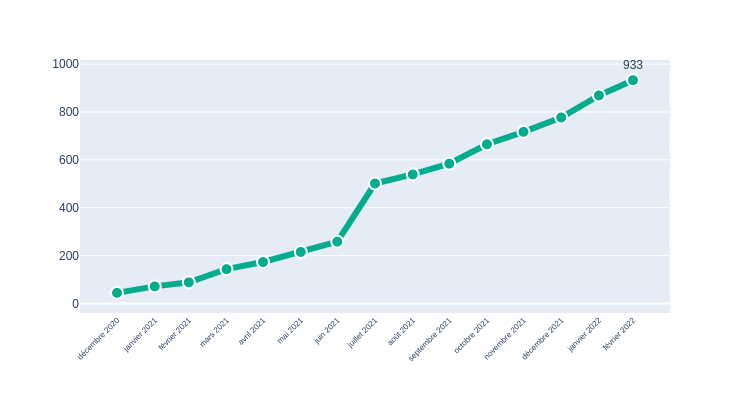 933
1000
800
600
400
200
0
décembre 2020
janvier 2021
février 2021
mars 2021
avril 2021
mai 2021
juin 2021
juillet 2021
août 2021
septembre 2021
octobre 2021
novembre 2021
décembre 2021
janvier 2022
février 2022